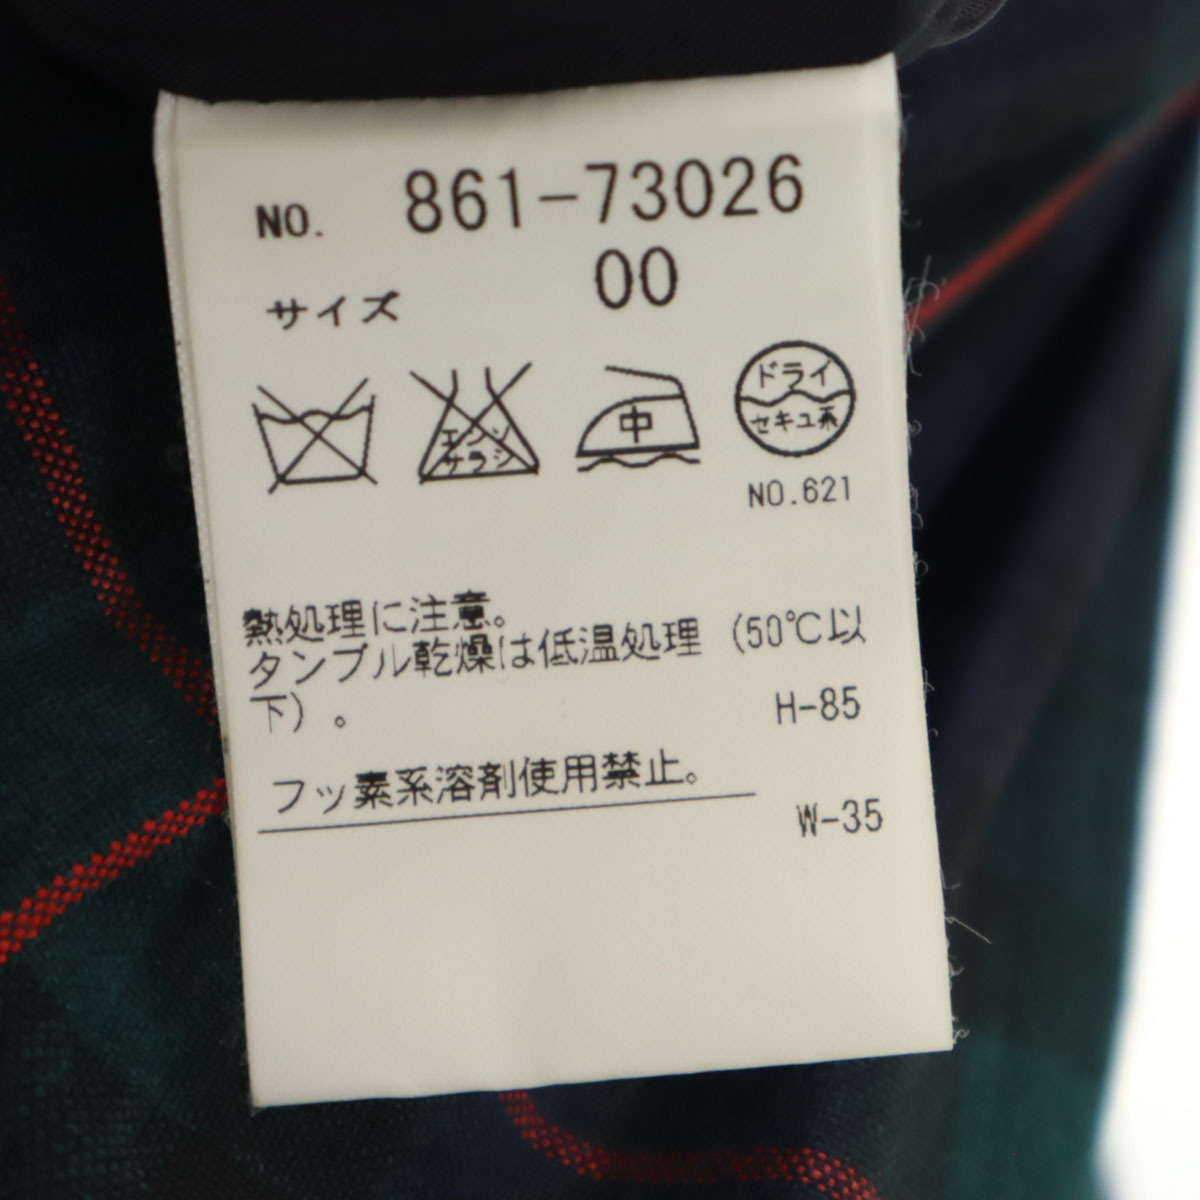 NO. 861-73026
サイズ 00
エンソ
サラシ
中
ドライ
セキユ系
NO.621
熱処理に注意。
タンブル乾燥は低温処理 (50℃以
下)。
H-85
フッ素系溶剤使用禁止。
W-35